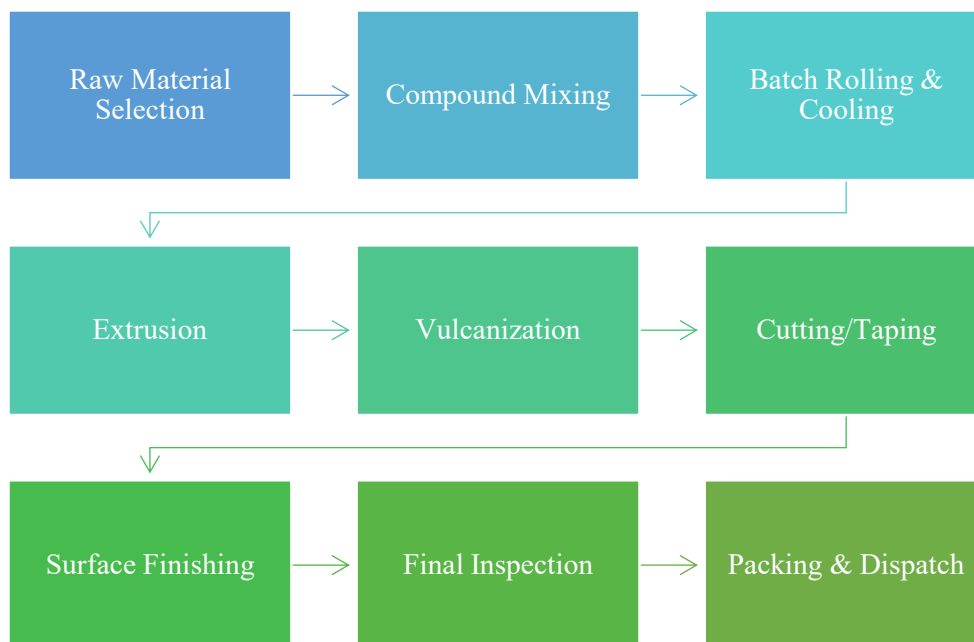 Raw Material
Selection
Compound Mixing
Batch Rolling &
Cooling
Extrusion
Vulcanization
Cutting/Taping
Surface Finishing
Final Inspection
Packing & Dispatch